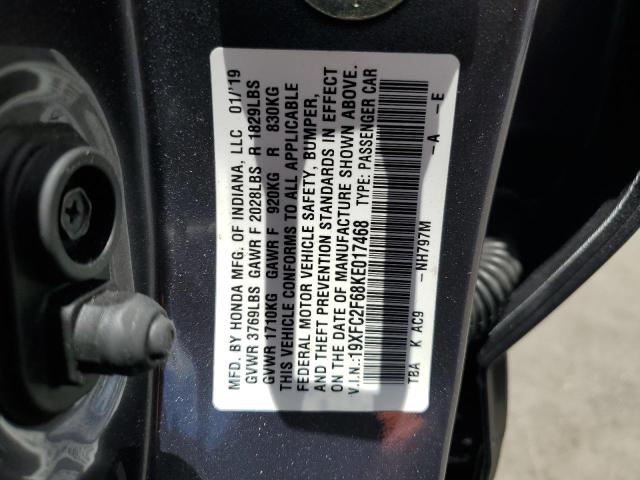 MFD. BY HONDA MFG. OF INDIANA, LLC 01/'19
GVWR 3769LBS GAWR F 2028LBS R 1829LBS
GVWR 1710KG GAWR F 920KG R 830KG
THIS VEHICLE CONFORMS TO ALL APPLICABLE
FEDERAL MOTOR VEHICLE SAFETY, BUMPER,
AND THEFT PREVENTION STANDARDS IN EFFECT
ON THE DATE OF MANUFACTURE SHOWN ABOVE.
V.I.N.:19XFC2F68KE017468 TYPE: PASSENGER CAR
TBA K AC9 -NH797M -A -E